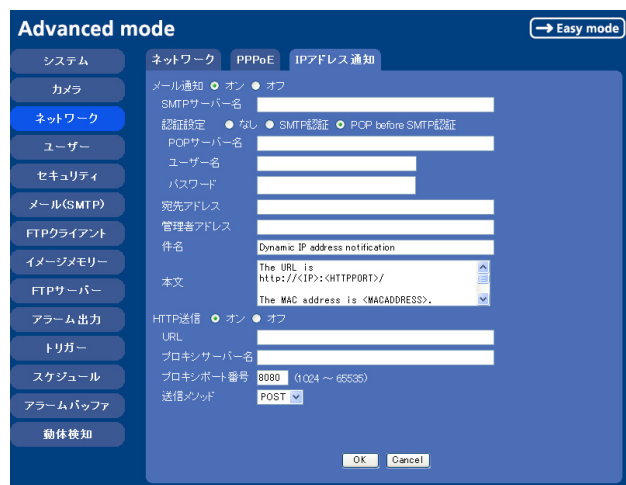 Advanced mode
→ Easy mode
システム
カメラ
ネットワーク
ユーザー
セキュリティ
メール(SMTP)
FTPクライアント
イメージメモリー
FTPサーバー
アラーム出力
トリガー
スケジュール
アラームバッファ
動体検知
ネットワーク PPPoE IPアドレス通知
メール通知 オン オフ
SMTPサーバー名
認証設定 なし SMTP認証 POP before SMTP認証
POPサーバー名
ユーザー名
パスワード
宛先アドレス
管理者アドレス
件名 Dynamic IP address notification
本文
The URL is
http://<IP>:<HTTPPORT>/
The MAC address is <MACADDRESS>.
HTTP送信 オン オフ
URL
プロキシサーバー名
プロキシポート番号 8080 (1024 ~ 65535)
送信メソッド POST
OK Cancel